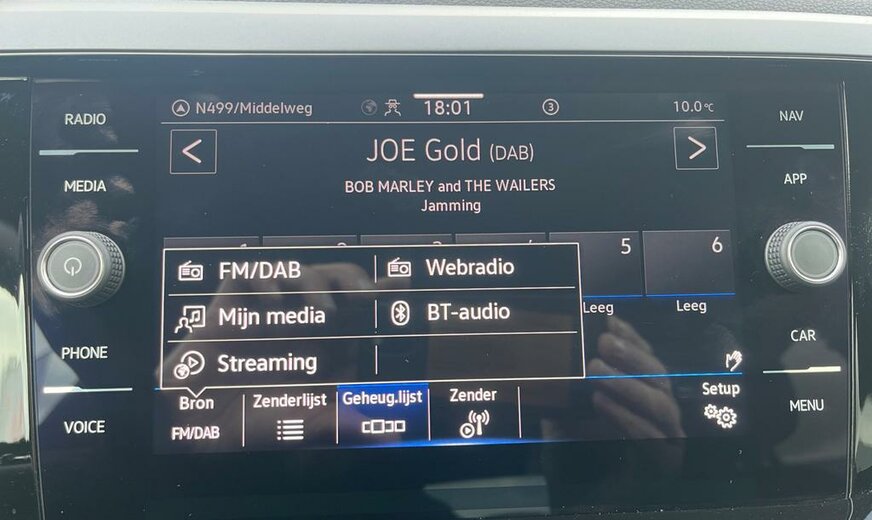 RADIO
MEDIA
PHONE
VOICE
N499/Middelweg
18:01
3
10.0°C
<
JOE Gold (DAB)
>
BOB MARLEY and THE WAILERS
Jamming
5
6
Leeg
Leeg
FM/DAB
Webradio
Mijn media
BT-audio
Streaming
Bron
FM/DAB
Zenderlijst
Geheug.lijst
Zender
Setup
NAV
APP
CAR
MENU